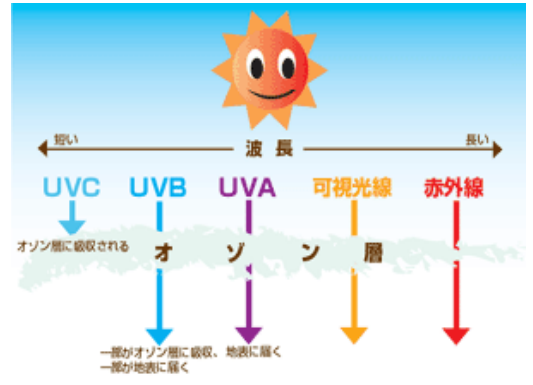 短い
長い
波長
UVC
UVB
UVA
可視光線
赤外線
オゾン層に吸収される
オゾン層
一部がオゾン層に吸収、
一部が地表に届く
地表に届く